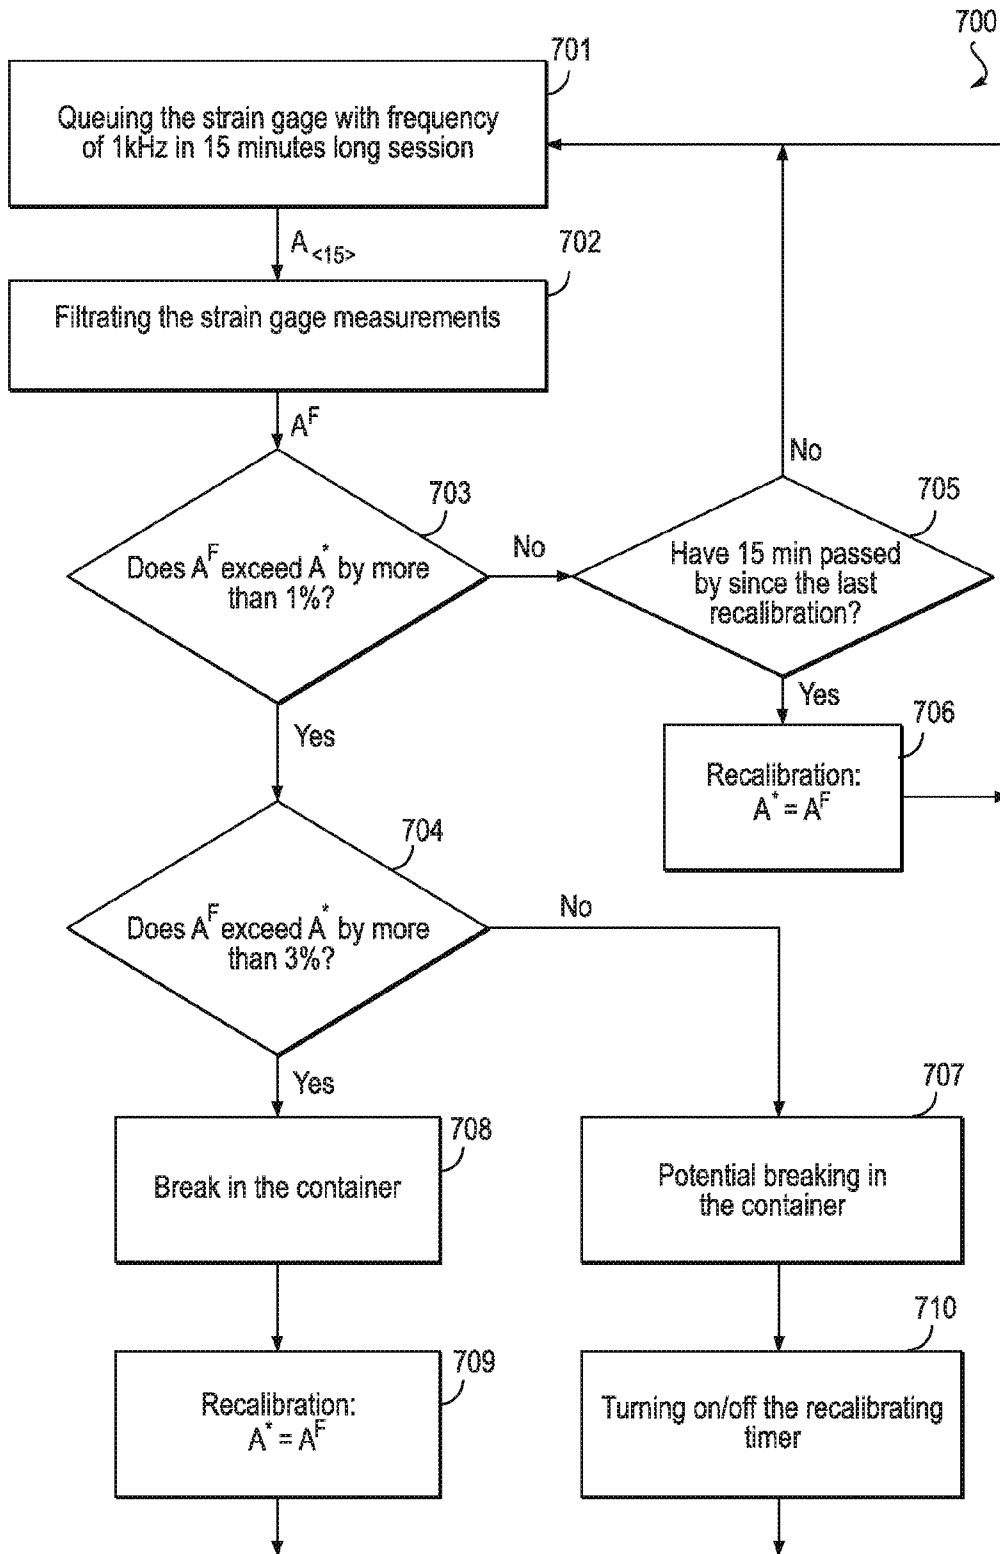 700
701
Queuing the strain gage with frequency
of 1kHz in 15 minutes long session
A<15>
702
Filtrating the strain gage measurements
A^F
703
Does A^F exceed A* by more
than 1%?
No
705
Have 15 min passed
by since the last
recalibration?
No
Yes
706
Recalibration:
A* = A^F
Yes
704
Does A^F exceed A* by more
than 3%?
No
Yes
708
Break in the container
707
Potential breaking in
the container
709
Recalibration:
A* = A^F
710
Turning on/off the recalibrating
timer